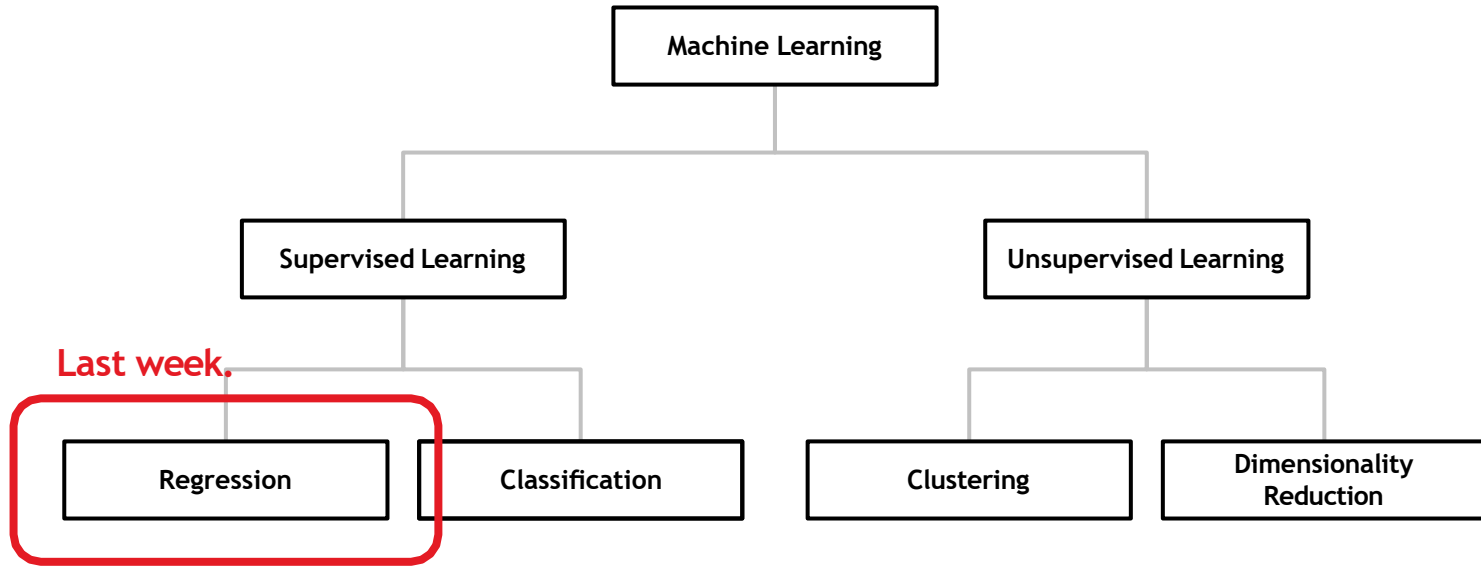 Machine Learning
Supervised Learning
Unsupervised Learning
Last week.
Regression
Classification
Clustering
Dimensionality
Reduction